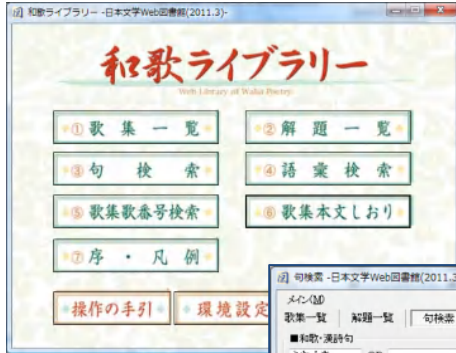 和歌ライブラリー -日本文学Web図書館(2011.3)-
和歌ライブラリー
Web Library of Waka Poetry
①歌集一覧
②解題一覧
③句検索
④語彙検索
⑤歌集歌番号検索
⑥歌集本文しおり
⑦序・凡例
操作の手引
環境設定
句検索 -日本文学Web図書館(2011.3
メイン(M)
歌集一覧 解題一覧 句検索
■和歌・漢詩句